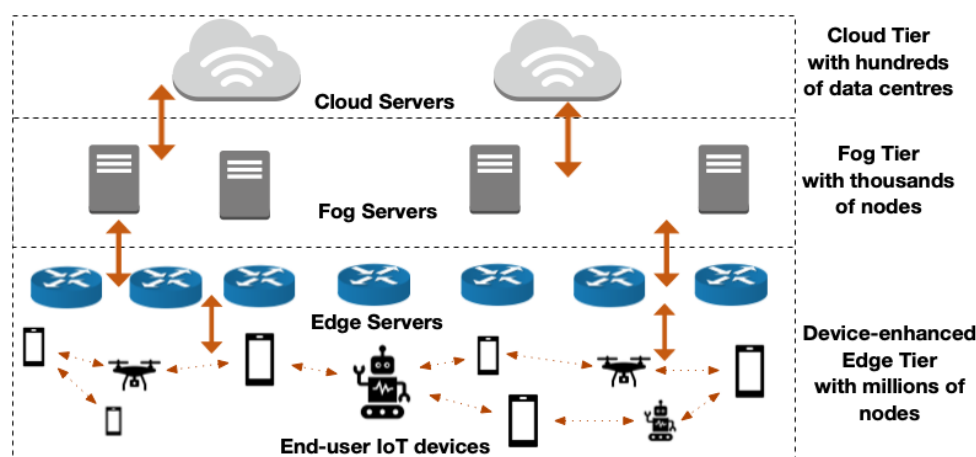 Cloud Tier
with hundreds
of data centres
Cloud Servers
Fog Tier
with thousands
of nodes
Fog Servers
Edge Servers
Device-enhanced
Edge Tier
with millions of
nodes
End-user IoT devices